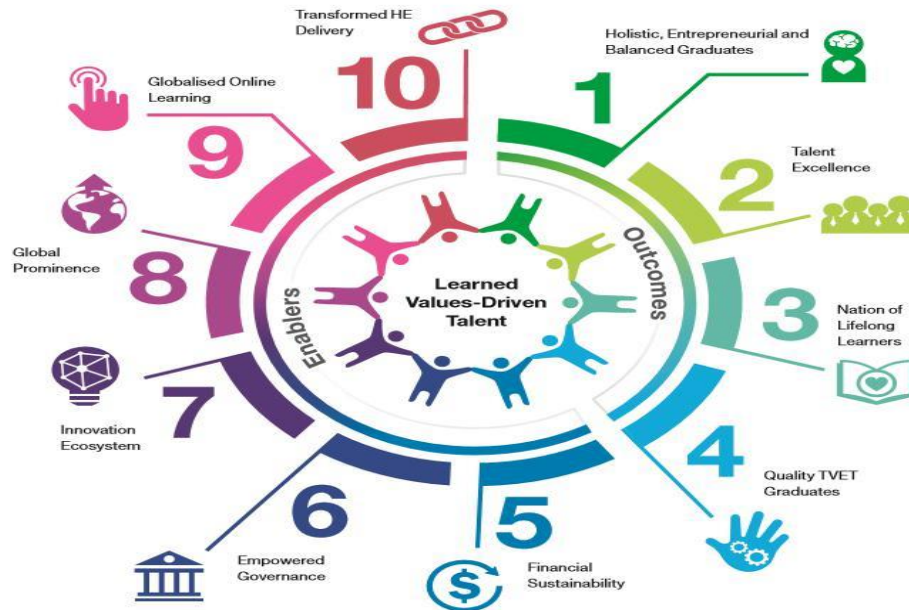 1
Holistic, Entrepreneurial and
Balanced Graduates
2
Talent
Excellence
3
Nation of
Lifelong
Learners
4
Quality TVET
Graduates
5
Financial
Sustainability
$
6
Empowered
Governance
7
Innovation
Ecosystem
8
Global
Prominence
9
Globalised Online
Learning
10
Transformed HE
Delivery
Enablers
Outcomes
Learned
Values-Driven
Talent